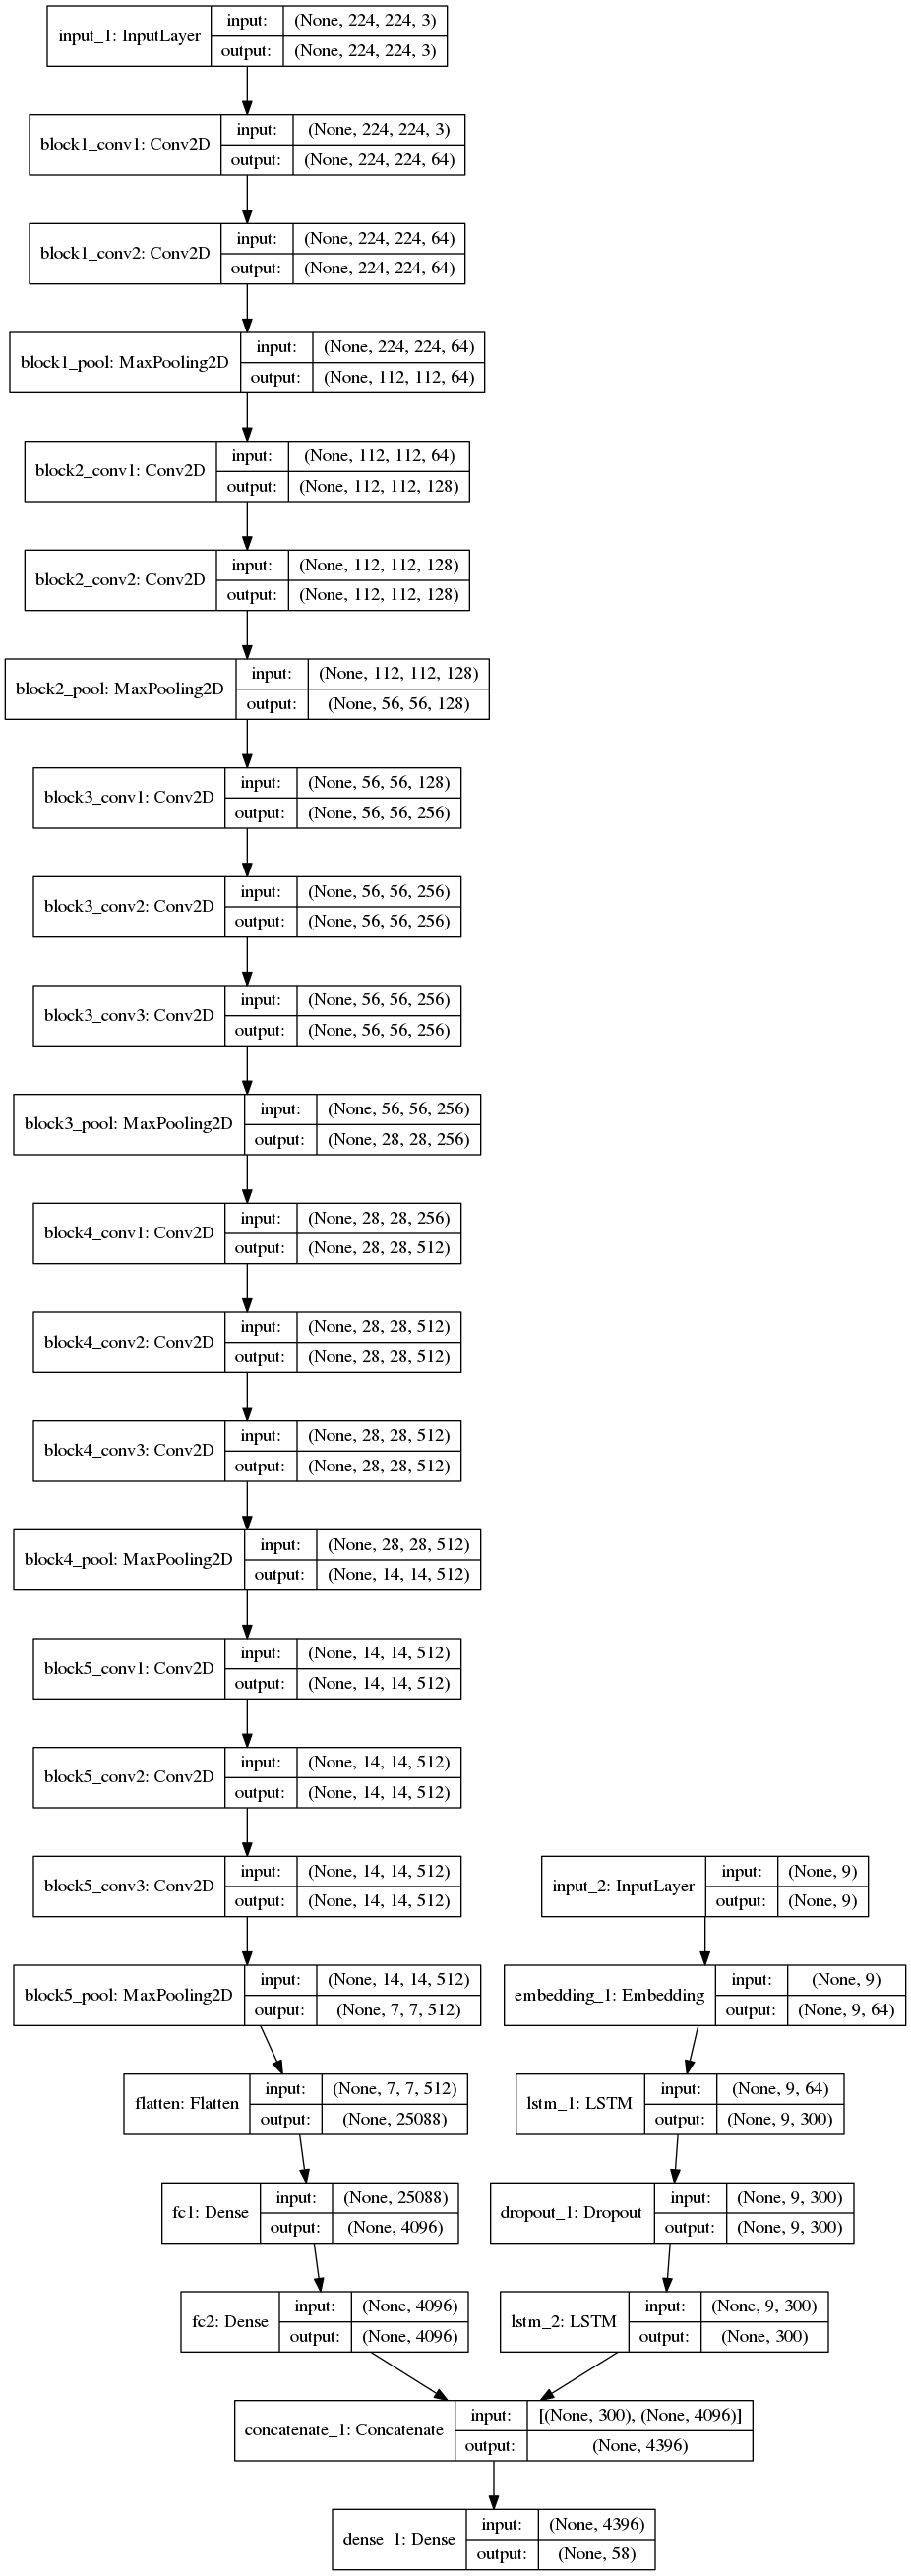 input_1: InputLayer
input: (None, 224, 224, 3)
output: (None, 224, 224, 3)
block1_conv1: Conv2D
input: (None, 224, 224, 3)
output: (None, 224, 224, 64)
block1_conv2: Conv2D
input: (None, 224, 224, 64)
output: (None, 224, 224, 64)
block1_pool: MaxPooling2D
input: (None, 224, 224, 64)
output: (None, 112, 112, 64)
block2_conv1: Conv2D
input: (None, 112, 112, 64)
output: (None, 112, 112, 128)
block2_conv2: Conv2D
input: (None, 112, 112, 128)
output: (None, 112, 112, 128)
block2_pool: MaxPooling2D
input: (None, 112, 112, 128)
output: (None, 56, 56, 128)
block3_conv1: Conv2D
input: (None, 56, 56, 128)
output: (None, 56, 56, 256)
block3_conv2: Conv2D
input: (None, 56, 56, 256)
output: (None, 56, 56, 256)
block3_conv3: Conv2D
input: (None, 56, 56, 256)
output: (None, 56, 56, 256)
block3_pool: MaxPooling2D
input: (None, 56, 56, 256)
output: (None, 28, 28, 256)
block4_conv1: Conv2D
input: (None, 28, 28, 256)
output: (None, 28, 28, 512)
block4_conv2: Conv2D
input: (None, 28, 28, 512)
output: (None, 28, 28, 512)
block4_conv3: Conv2D
input: (None, 28, 28, 512)
output: (None, 28, 28, 512)
block4_pool: MaxPooling2D
input: (None, 28, 28, 512)
output: (None, 14, 14, 512)
block5_conv1: Conv2D
input: (None, 14, 14, 512)
output: (None, 14, 14, 512)
block5_conv2: Conv2D
input: (None, 14, 14, 512)
output: (None, 14, 14, 512)
block5_conv3: Conv2D
input: (None, 14, 14, 512)
output: (None, 14, 14, 512)
input_2: InputLayer
input: (None, 9)
output: (None, 9)
block5_pool: MaxPooling2D
input: (None, 14, 14, 512)
output: (None, 7, 7, 512)
embedding_1: Embedding
input: (None, 9)
output: (None, 9, 64)
flatten: Flatten
input: (None, 7, 7, 512)
output: (None, 25088)
lstm_1: LSTM
input: (None, 9, 64)
output: (None, 9, 300)
fc1: Dense
input: (None, 25088)
output: (None, 4096)
dropout_1: Dropout
input: (None, 9, 300)
output: (None, 9, 300)
fc2: Dense
input: (None, 4096)
output: (None, 4096)
lstm_2: LSTM
input: (None, 9, 300)
output: (None, 300)
concatenate_1: Concatenate
input: [(None, 300), (None, 4096)]
output: (None, 4396)
dense_1: Dense
input: (None, 4396)
output: (None, 58)